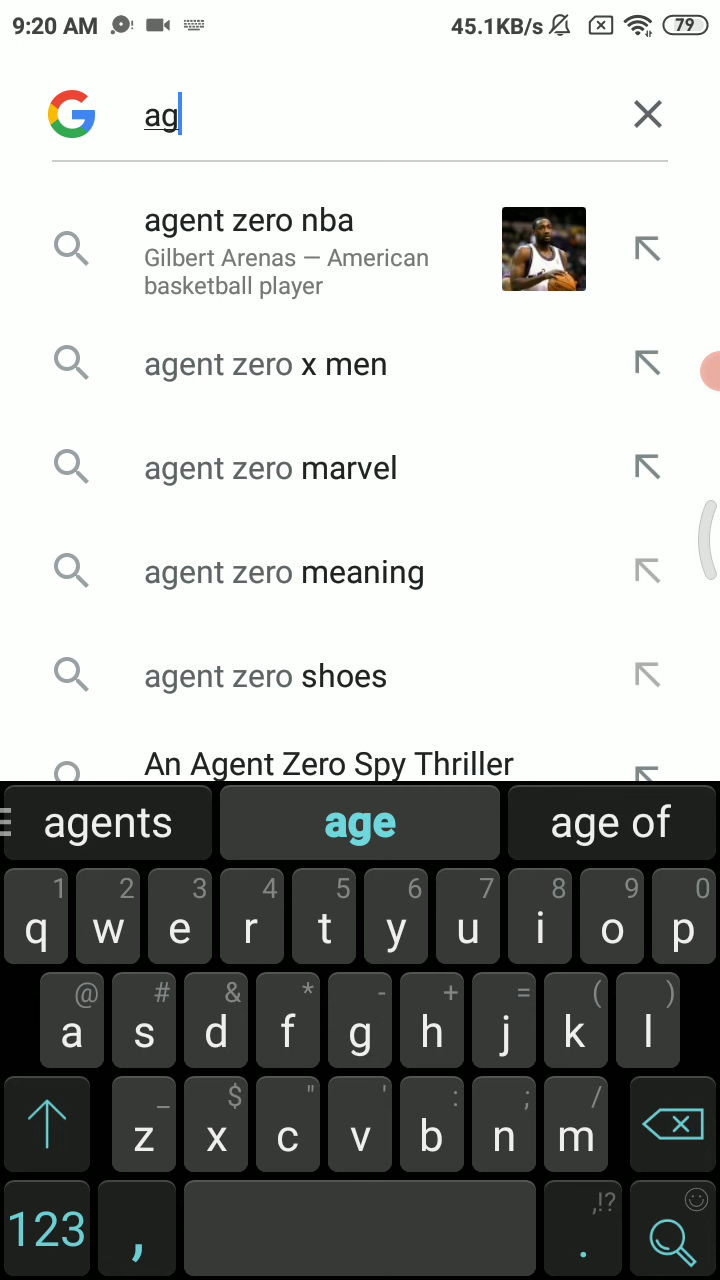 9:20 AM 45.1KB/s 79
ag
agent zero nba
Gilbert Arenas — American
basketball player
agent zero x men
agent zero marvel
agent zero meaning
agent zero shoes
An Agent Zero Spy Thriller
agents age age of
1 2 3 4 5 6 7 8 9 0
q w e r t y u i o p
@ # & * - + = ( )
a s d f g h j k l
_ $ " ' : ; /
z x c v b n m
,!?
123 , .